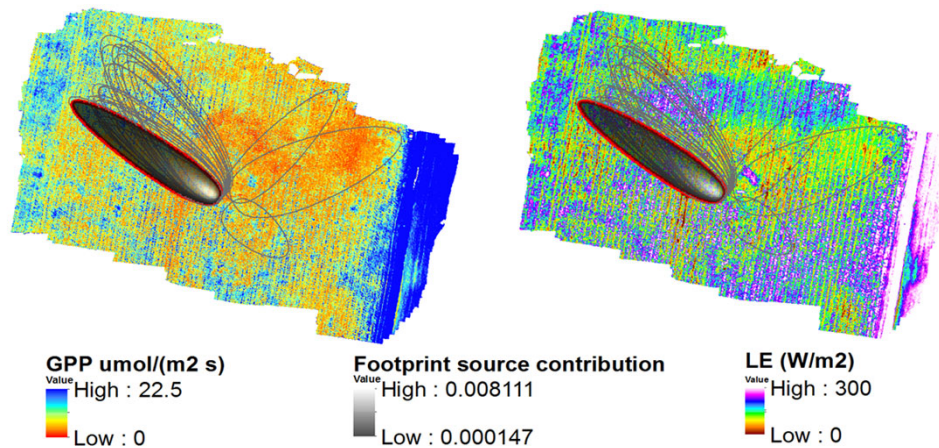 GPP umol/(m2 s)
Value
High : 22.5
Low : 0
Footprint source contribution
Value
High : 0.008111
Low : 0.000147
LE (W/m2)
Value
High : 300
Low : 0